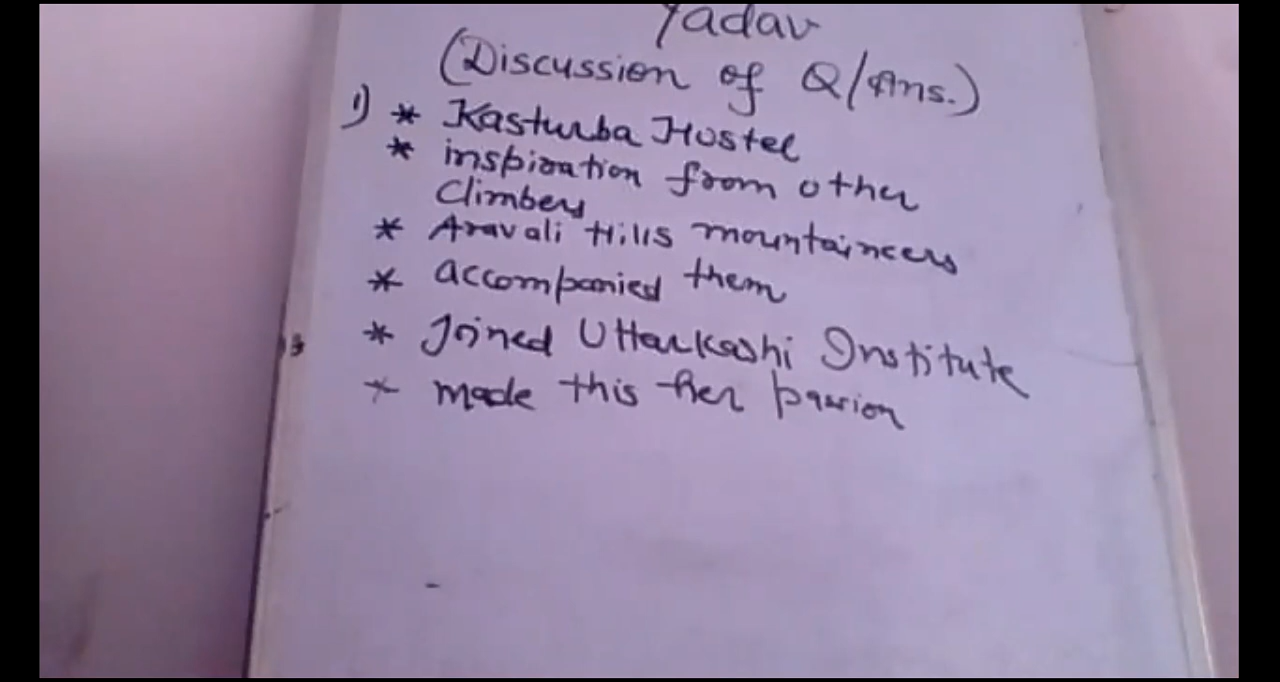 Yadav
(Discussion of Q/Ans.)
1) * Kasturba Hostel
* inspiration from other
Climbers
* Aravali Hills mountaineers
* accompanied them
* Joined Uttarkashi Institute
* made this her passion